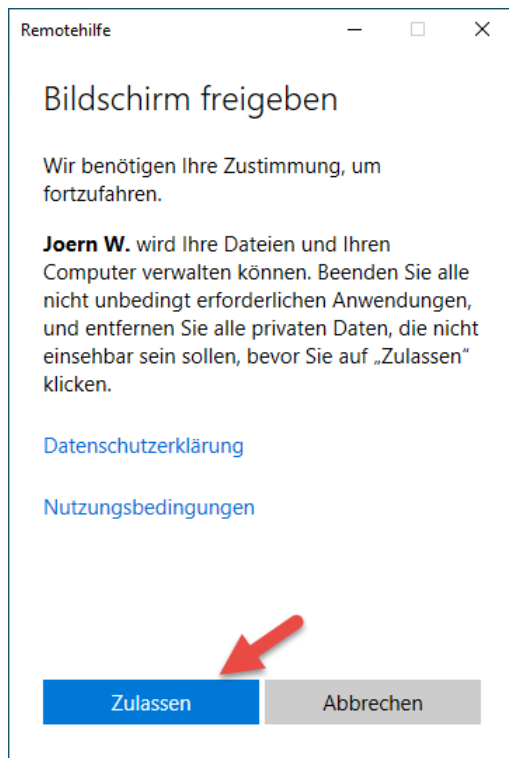 Remotehilfe
Bildschirm freigeben
Wir benötigen Ihre Zustimmung, um
fortzufahren.
Joern W. wird Ihre Dateien und Ihren
Computer verwalten können. Beenden Sie alle
nicht unbedingt erforderlichen Anwendungen,
und entfernen Sie alle privaten Daten, die nicht
einsehbar sein sollen, bevor Sie auf „Zulassen“
klicken.
Datenschutzerklärung
Nutzungsbedingungen
Zulassen Abbrechen